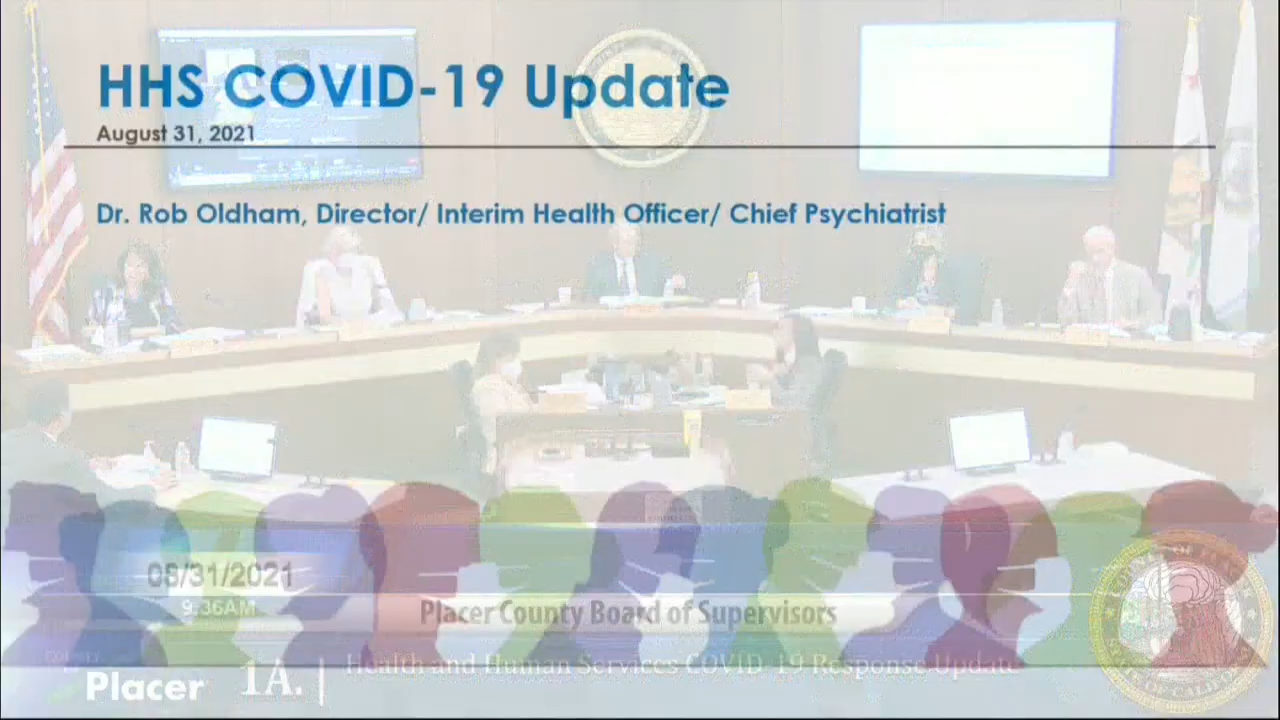 HHS COVID-19 Update
August 31, 2021
Dr. Rob Oldham, Director/ Interim Health Officer/ Chief Psychiatrist
08/31/2021
9:36AM
Placer County Board of Supervisors
COUNTY
Placer
1A.
Health and Human Services COVID-19 Response Update